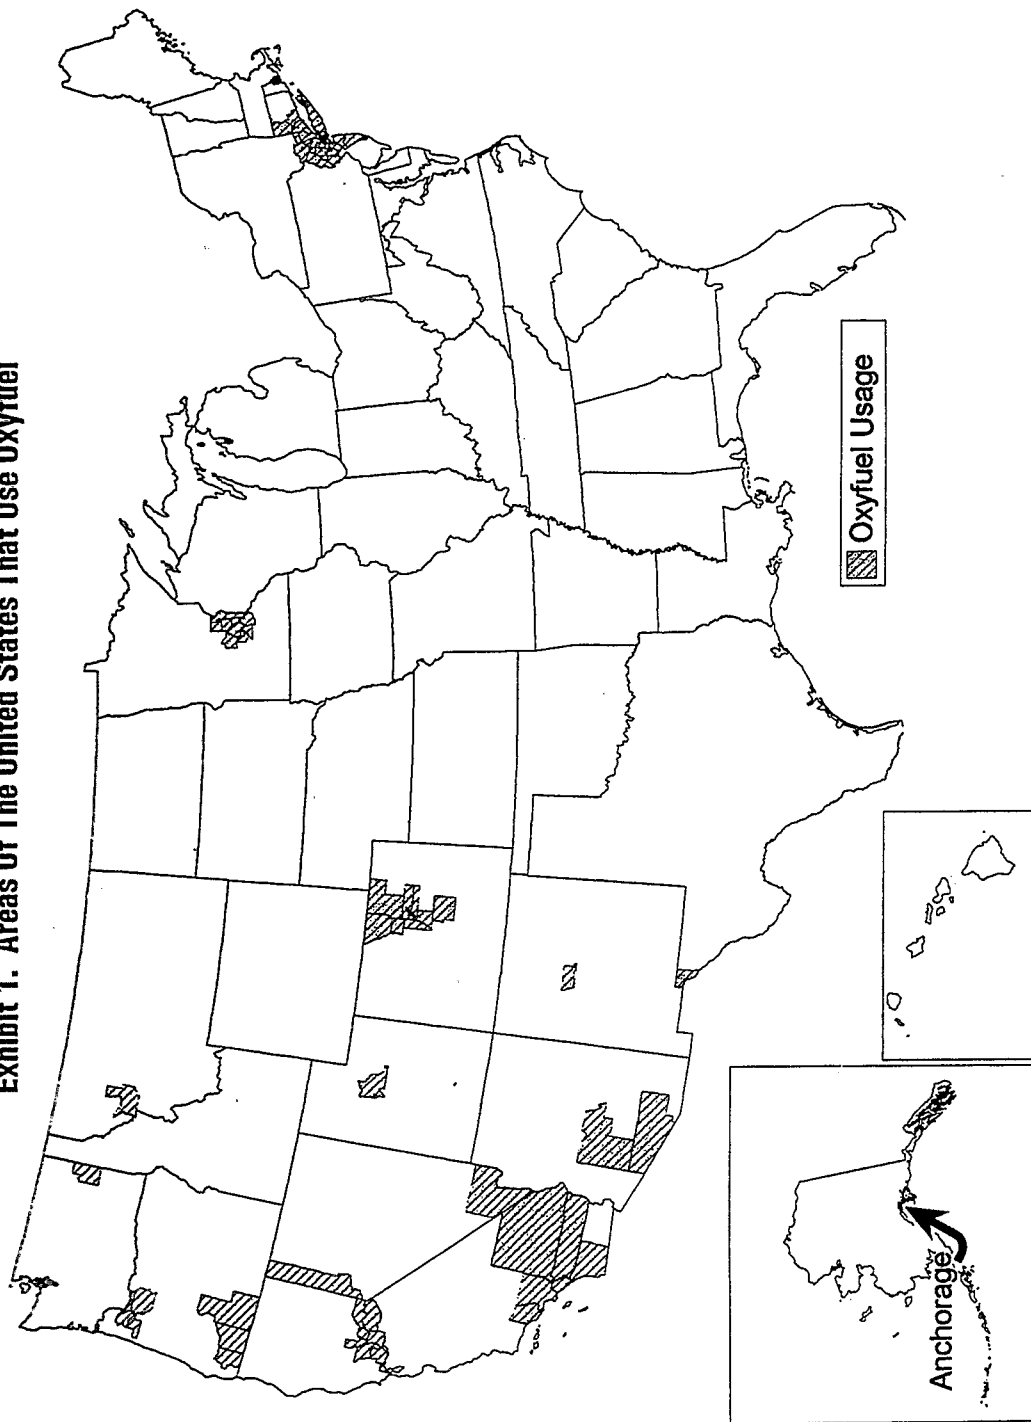 Exhibit 1. Areas Of The United States That Use Oxyfuel
Oxyfuel Usage
Anchorage